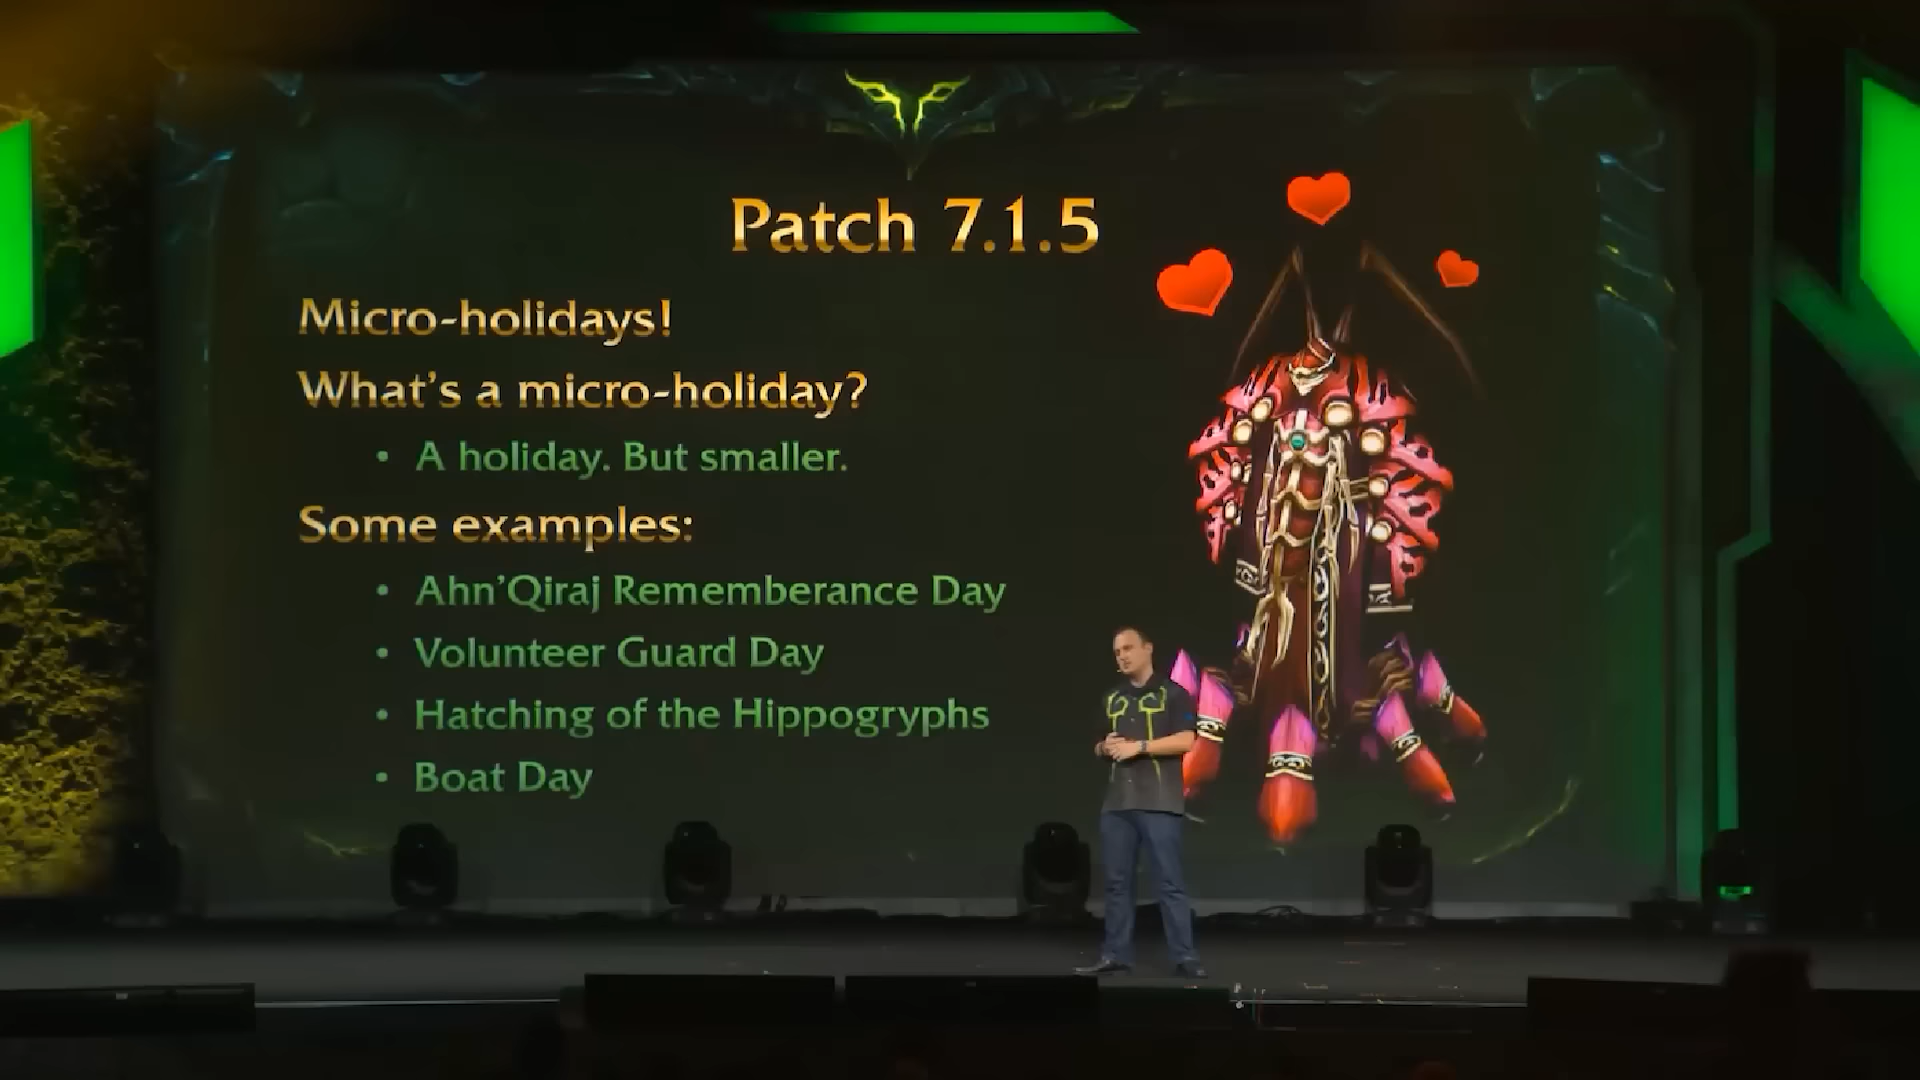 Patch 7.1.5
Micro-holidays!
What's a micro-holiday?
• A holiday. But smaller.
Some examples:
• Ahn'Qiraj Rememberance Day
• Volunteer Guard Day
• Hatching of the Hippogryphs
• Boat Day